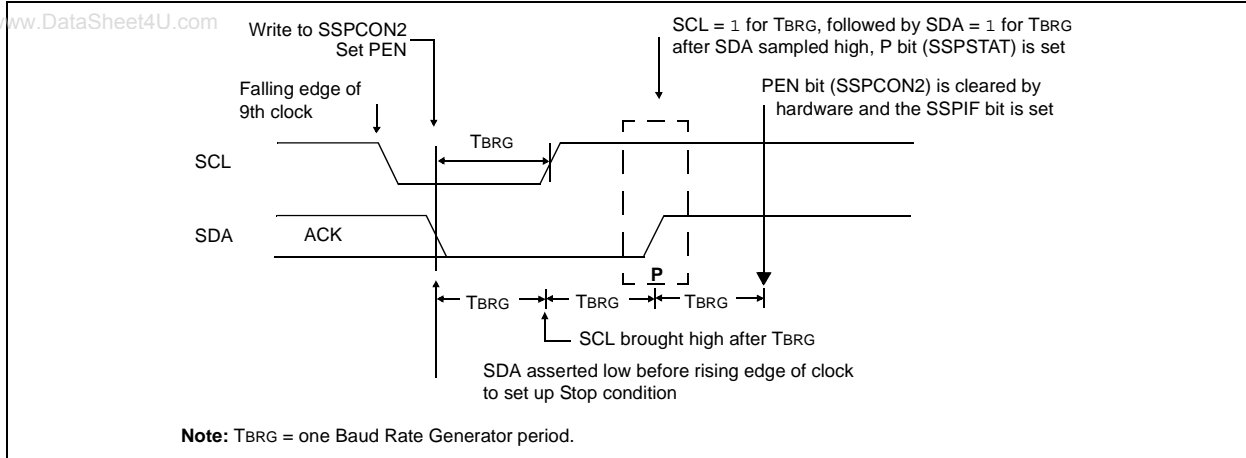 ww.DataSheet4U.com
Write to SSPCON2
Set PEN
SCL = 1 for TBRG, followed by SDA = 1 for TBRG
after SDA sampled high, P bit (SSPSTAT) is set
Falling edge of
9th clock
PEN bit (SSPCON2) is cleared by
hardware and the SSPIF bit is set
TBRG
SCL
SDA
ACK
P
TBRG
TBRG
TBRG
SCL brought high after TBRG
SDA asserted low before rising edge of clock
to set up Stop condition
Note: TBRG = one Baud Rate Generator period.